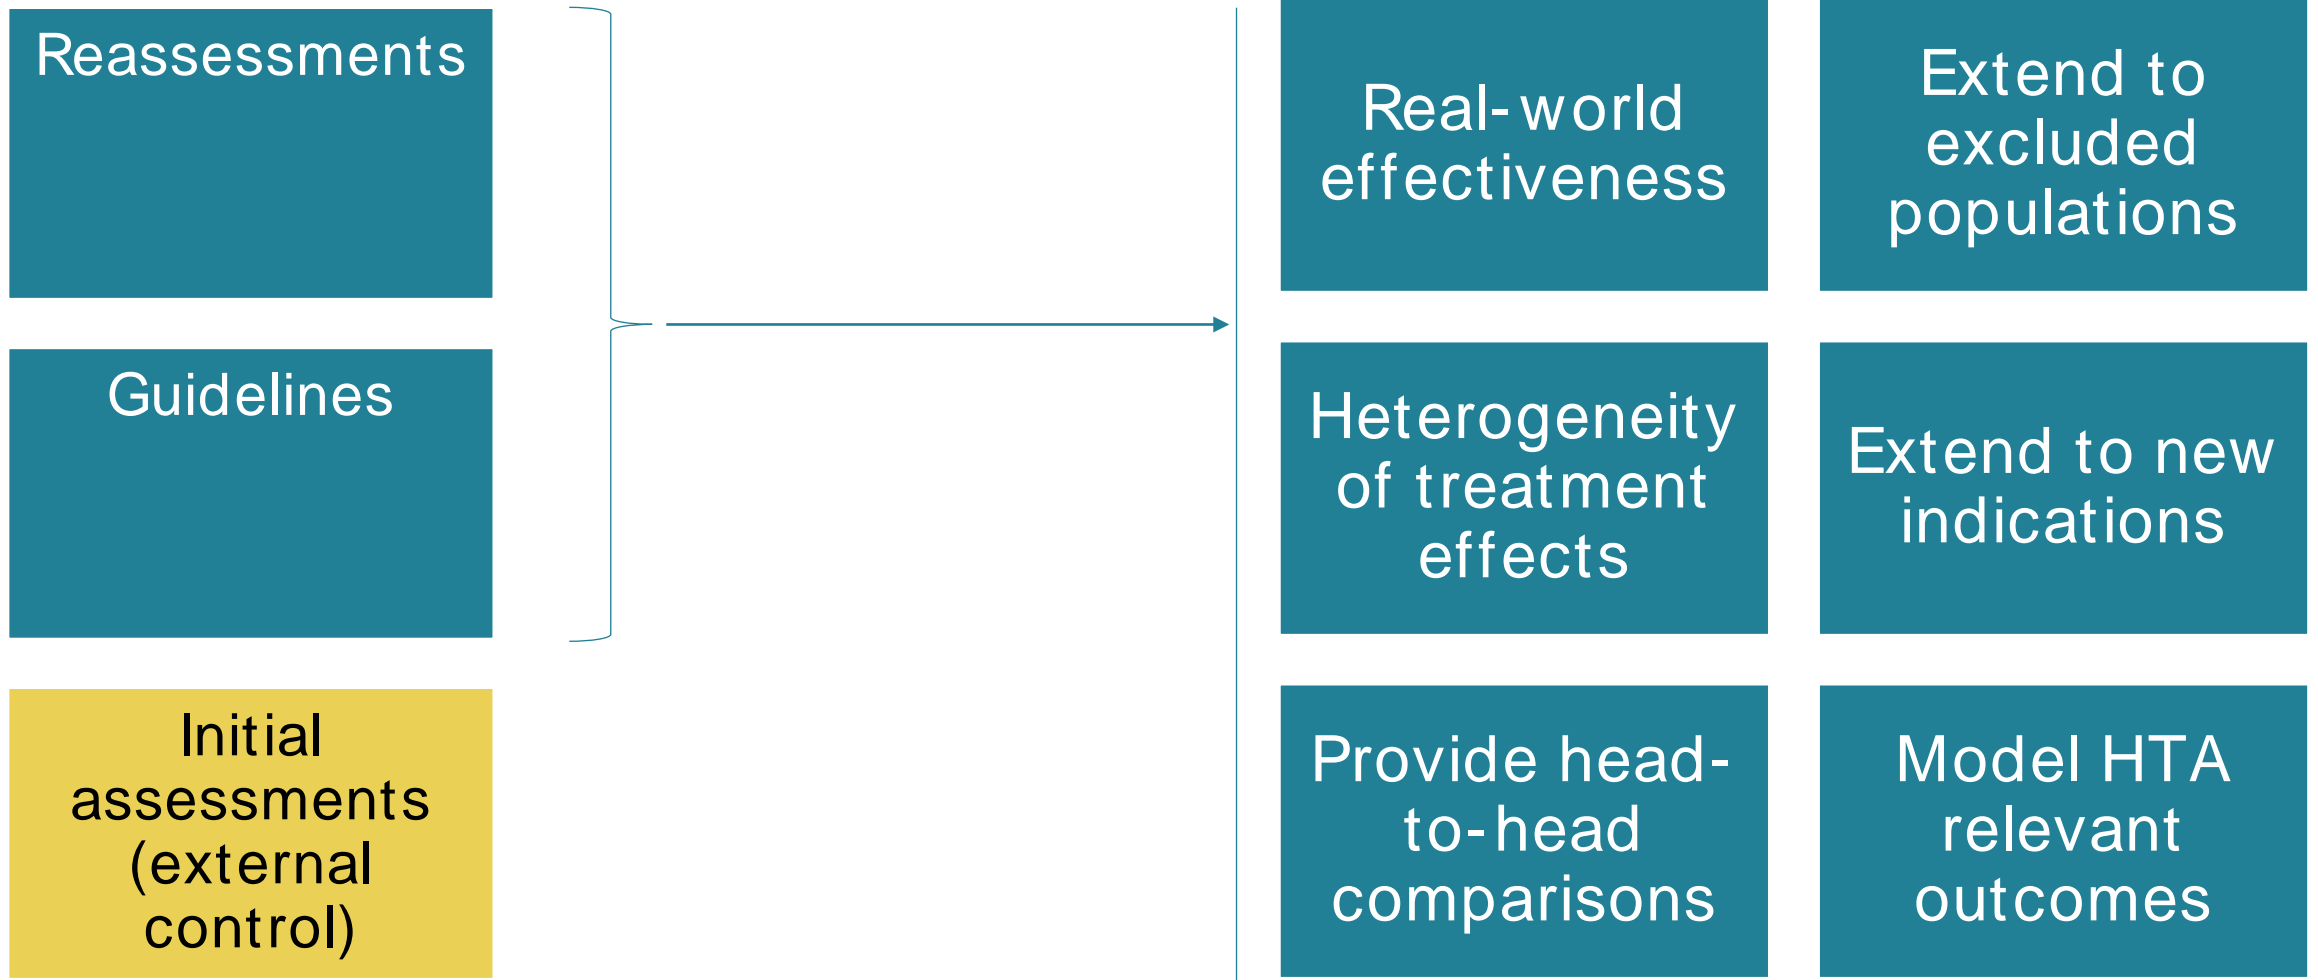 Reassessments
Guidelines
Initial
assessments
(external
control)
Real-world
effectiveness
Extend to
excluded
populations
Heterogeneity
of treatment
effects
Extend to new
indications
Provide head-
to-head
comparisons
Model HTA
relevant
outcomes